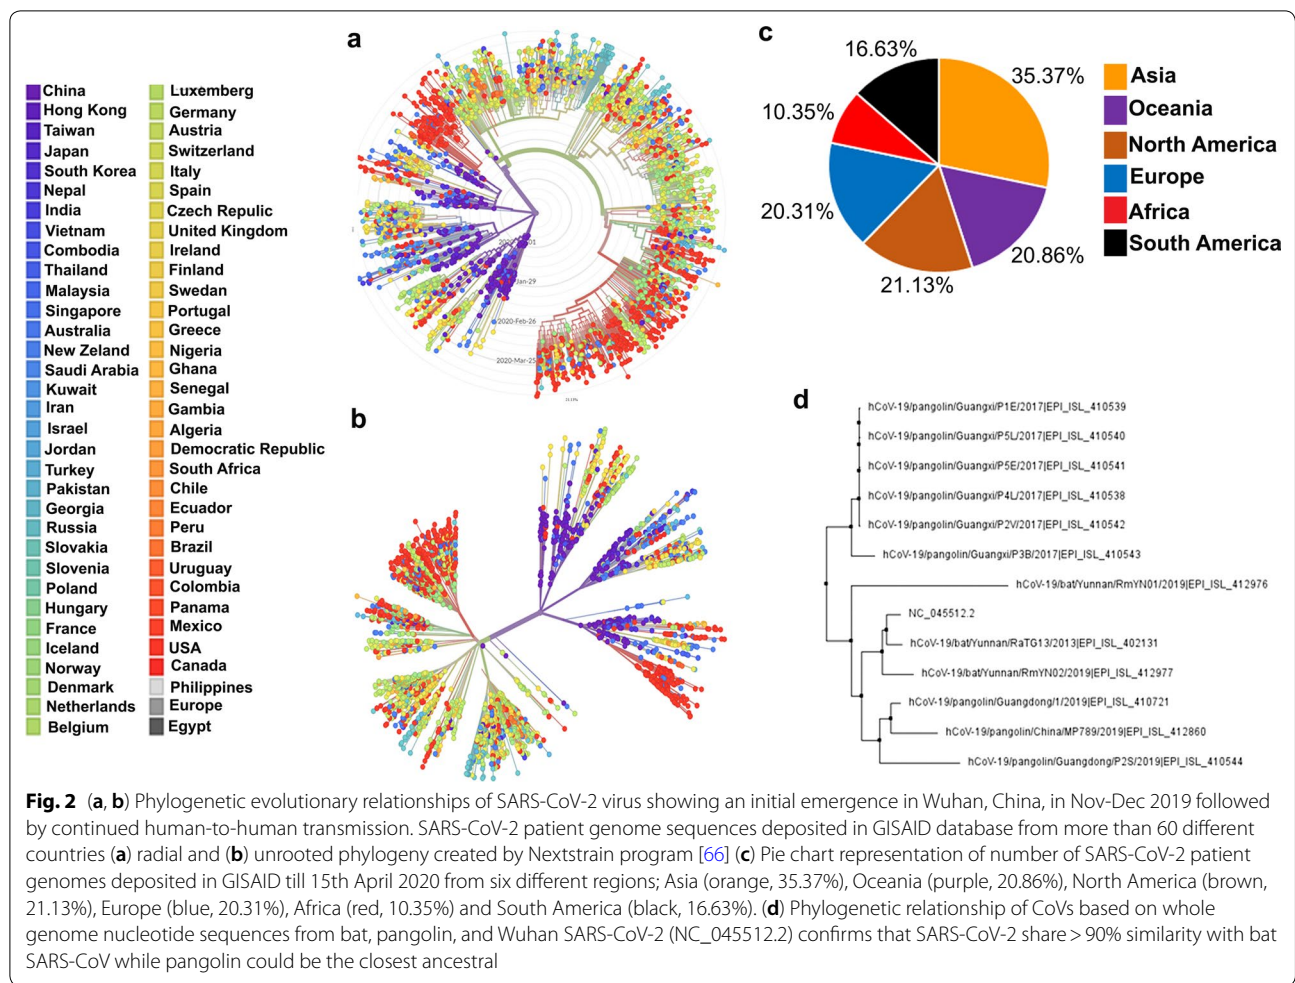 a
China
Hong Kong
Taiwan
Japan
South Korea
Nepal
India
Vietnam
Combodia
Thailand
Malaysia
Singapore
Australia
New Zeland
Saudi Arabia
Kuwait
Iran
Israel
Jordan
Turkey
Pakistan
Georgia
Russia
Slovakia
Slovenia
Poland
Hungary
France
Iceland
Norway
Denmark
Netherlands
Belgium
Luxemberg
Germany
Austria
Switzerland
Italy
Spain
Czech Repulic
United Kingdom
Ireland
Finland
Swedan
Portugal
Greece
Nigeria
Ghana
Senegal
Gambia
Algeria
Democratic Republic
South Africa
Chile
Ecuador
Peru
Brazil
Uruguay
Colombia
Panama
Mexico
USA
Canada
Philippines
Europe
Egypt
Jan-29
2020-Feb-26
2020-Mar-25
b
c
16.63%
35.37%
10.35%
20.31%
20.86%
21.13%
Asia
Oceania
North America
Europe
Africa
South America
d
hCoV-19/pangolin/Guangxi/P1E/2017|EPI_ISL_410539
hCoV-19/pangolin/Guangxi/P5L/2017|EPI_ISL_410540
hCoV-19/pangolin/Guangxi/P5E/2017|EPI_ISL_410541
hCoV-19/pangolin/Guangxi/P4L/2017|EPI_ISL_410538
hCoV-19/pangolin/Guangxi/P2V/2017|EPI_ISL_410542
hCoV-19/pangolin/Guangxi/P3B/2017|EPI_ISL_410543
hCoV-19/bat/Yunnan/RmYN01/2019|EPI_ISL_412976
NC_045512.2
hCoV-19/bat/Yunnan/RaTG13/2013|EPI_ISL_402131
hCoV-19/bat/Yunnan/RmYN02/2019|EPI_ISL_412977
hCoV-19/pangolin/Guangdong/1/2019|EPI_ISL_410721
hCoV-19/pangolin/China/MP789/2019|EPI_ISL_412860
hCoV-19/pangolin/Guangdong/P2S/2019|EPI_ISL_410544
Fig. 2 (a, b) Phylogenetic evolutionary relationships of SARS-CoV-2 virus showing an initial emergence in Wuhan, China, in Nov-Dec 2019 followed
by continued human-to-human transmission. SARS-CoV-2 patient genome sequences deposited in GISAID database from more than 60 different
countries (a) radial and (b) unrooted phylogeny created by Nextstrain program [66] (c) Pie chart representation of number of SARS-CoV-2 patient
genomes deposited in GISAID till 15th April 2020 from six different regions; Asia (orange, 35.37%), Oceania (purple, 20.86%), North America (brown,
21.13%), Europe (blue, 20.31%), Africa (red, 10.35%) and South America (black, 16.63%). (d) Phylogenetic relationship of CoVs based on whole
genome nucleotide sequences from bat, pangolin, and Wuhan SARS-CoV-2 (NC_045512.2) confirms that SARS-CoV-2 share > 90% similarity with bat
SARS-CoV while pangolin could be the closest ancestral